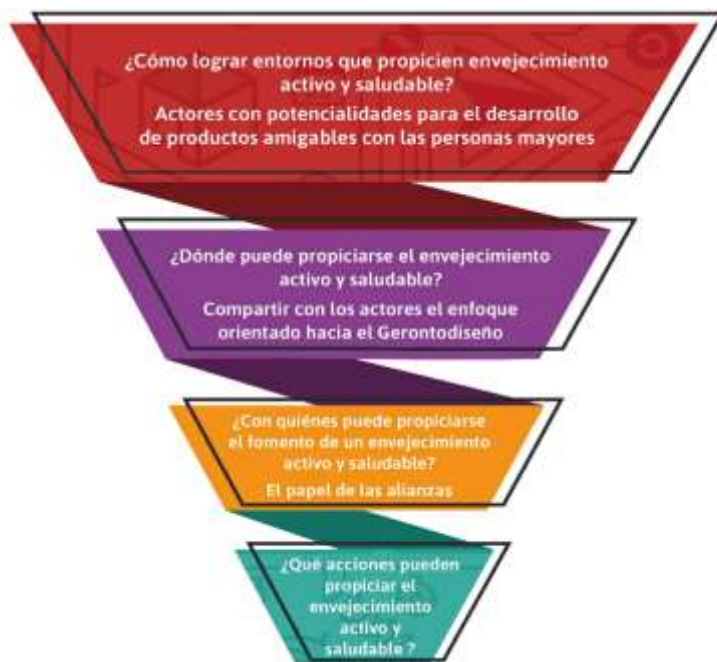 ¿Cómo lograr entornos que propicien envejecimiento
activo y saludable?
Actores con potencialidades para el desarrollo
de productos amigables con las personas mayores
¿Dónde puede propiciarse el envejecimiento
activo y saludable?
Compartir con los actores el enfoque
orientado hacia el Gerontodiseño
¿Con quiénes puede propiciarse
el fomento de un envejecimiento
activo y saludable?
El papel de las alianzas
¿Qué acciones pueden
propiciar el
envejecimiento
activo y
saludable ?